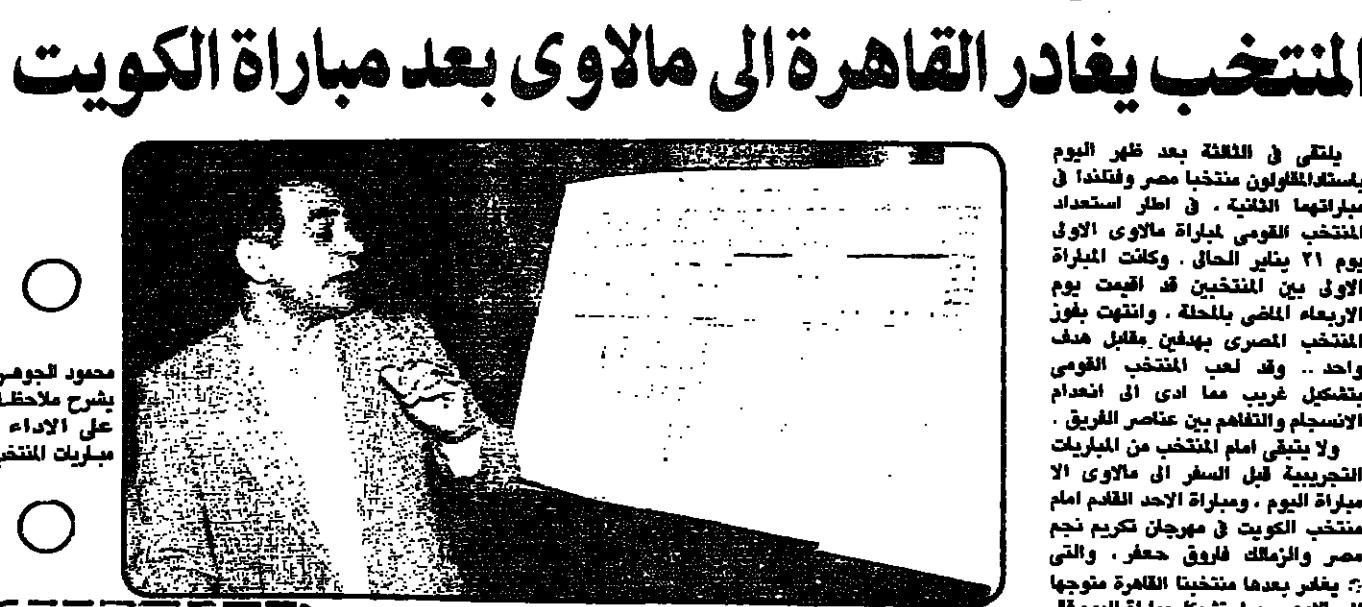 المنتخب يغادر القاهرة الى مالاوى بعد مباراة الكويت
يلتقى فى الثالثة بعد ظهر اليوم
باستاد المقاولون منتخبا مصر وفنلندا فى
مباراتهما الثانية . فى اطار استعداد
المنتخب القومى لمباراة مالاوى الاولى
يوم ٢١ يناير الحالى . وكانت المباراة
الاولى بين المنتخبين قد اقيمت يوم
الاربعاء الماضى بالمحلة . وانتهت بفوز
المنتخب المصرى بهدفين مقابل هدف
واحد .. وقد لعب المنتخب القومى
بتشكيل غريب مما ادى الى انعدام
الانسجام والتفاهم بين عناصر الفريق .
ولا يتبقى امام المنتخب من المباريات
التجريبية قبل السفر الى مالاوى الا
مباراة اليوم . ومباراة الاحد القادم امام
منتخب الكويت فى مهرجان تكريم نجم
مصر والزمالك فاروق جعفر . والتى
يغادر بعدها منتخبنا القاهرة متوجها
محمود الجوهرى
يشرح
على الاداء
مباريات المنتخب